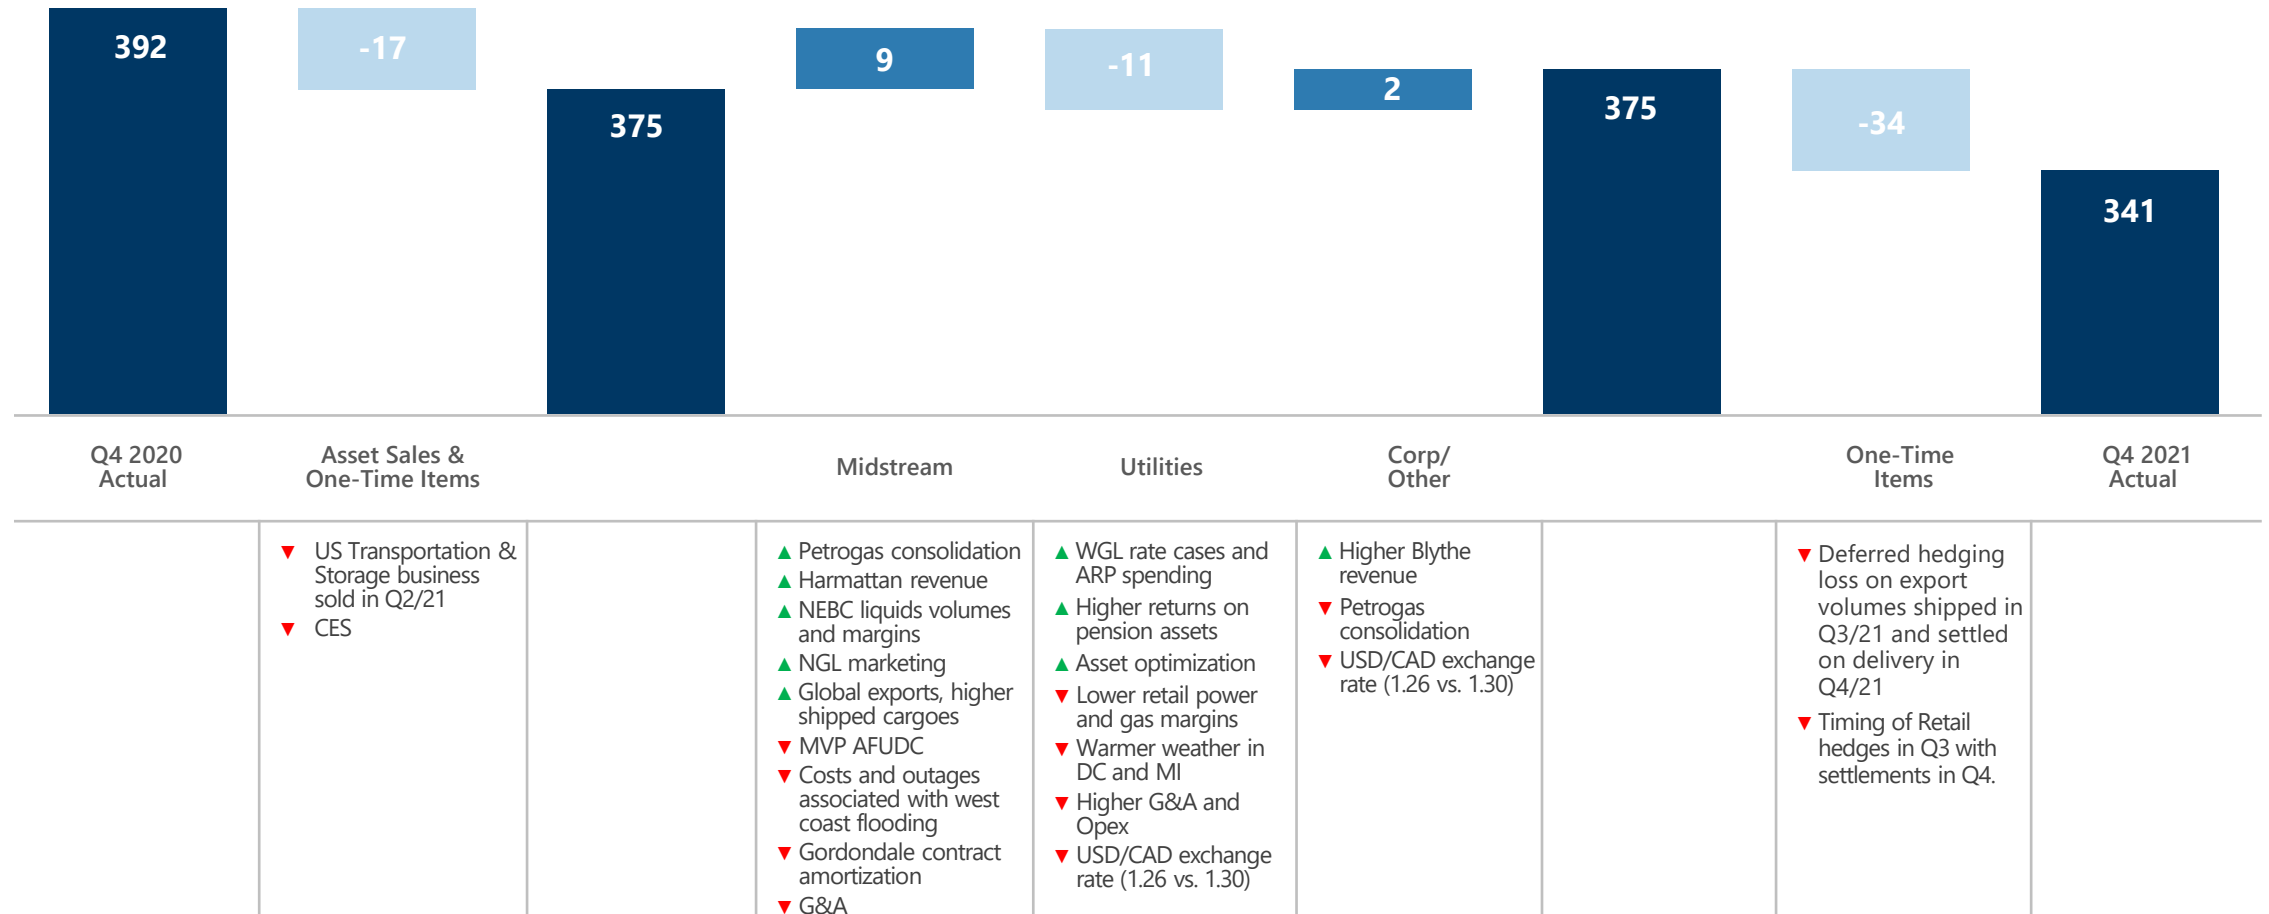 392
-17
375
9
-11
2
375
-34
341
Q4 2020
Actual
Asset Sales &
One-Time Items
Midstream
Utilities
Corp/
Other
One-Time
Items
Q4 2021
Actual
▼ US Transportation &
Storage business
sold in Q2/21
▼ CES
▲ Petrogas consolidation
▲ Harmattan revenue
▲ NEBC liquids volumes
and margins
▲ NGL marketing
▲ Global exports, higher
shipped cargoes
▼ MVP AFUDC
▼ Costs and outages
associated with west
coast flooding
▼ Gordondale contract
amortization
▼ G&A
▲ WGL rate cases and
ARP spending
▲ Higher returns on
pension assets
▲ Asset optimization
▼ Lower retail power
and gas margins
▼ Warmer weather in
DC and MI
▼ Higher G&A and
Opex
▼ USD/CAD exchange
rate (1.26 vs. 1.30)
▲ Higher Blythe
revenue
▼ Petrogas
consolidation
▼ USD/CAD exchange
rate (1.26 vs. 1.30)
▼ Deferred hedging
loss on export
volumes shipped in
Q3/21 and settled
on delivery in
Q4/21
▼ Timing of Retail
hedges in Q3 with
settlements in Q4.